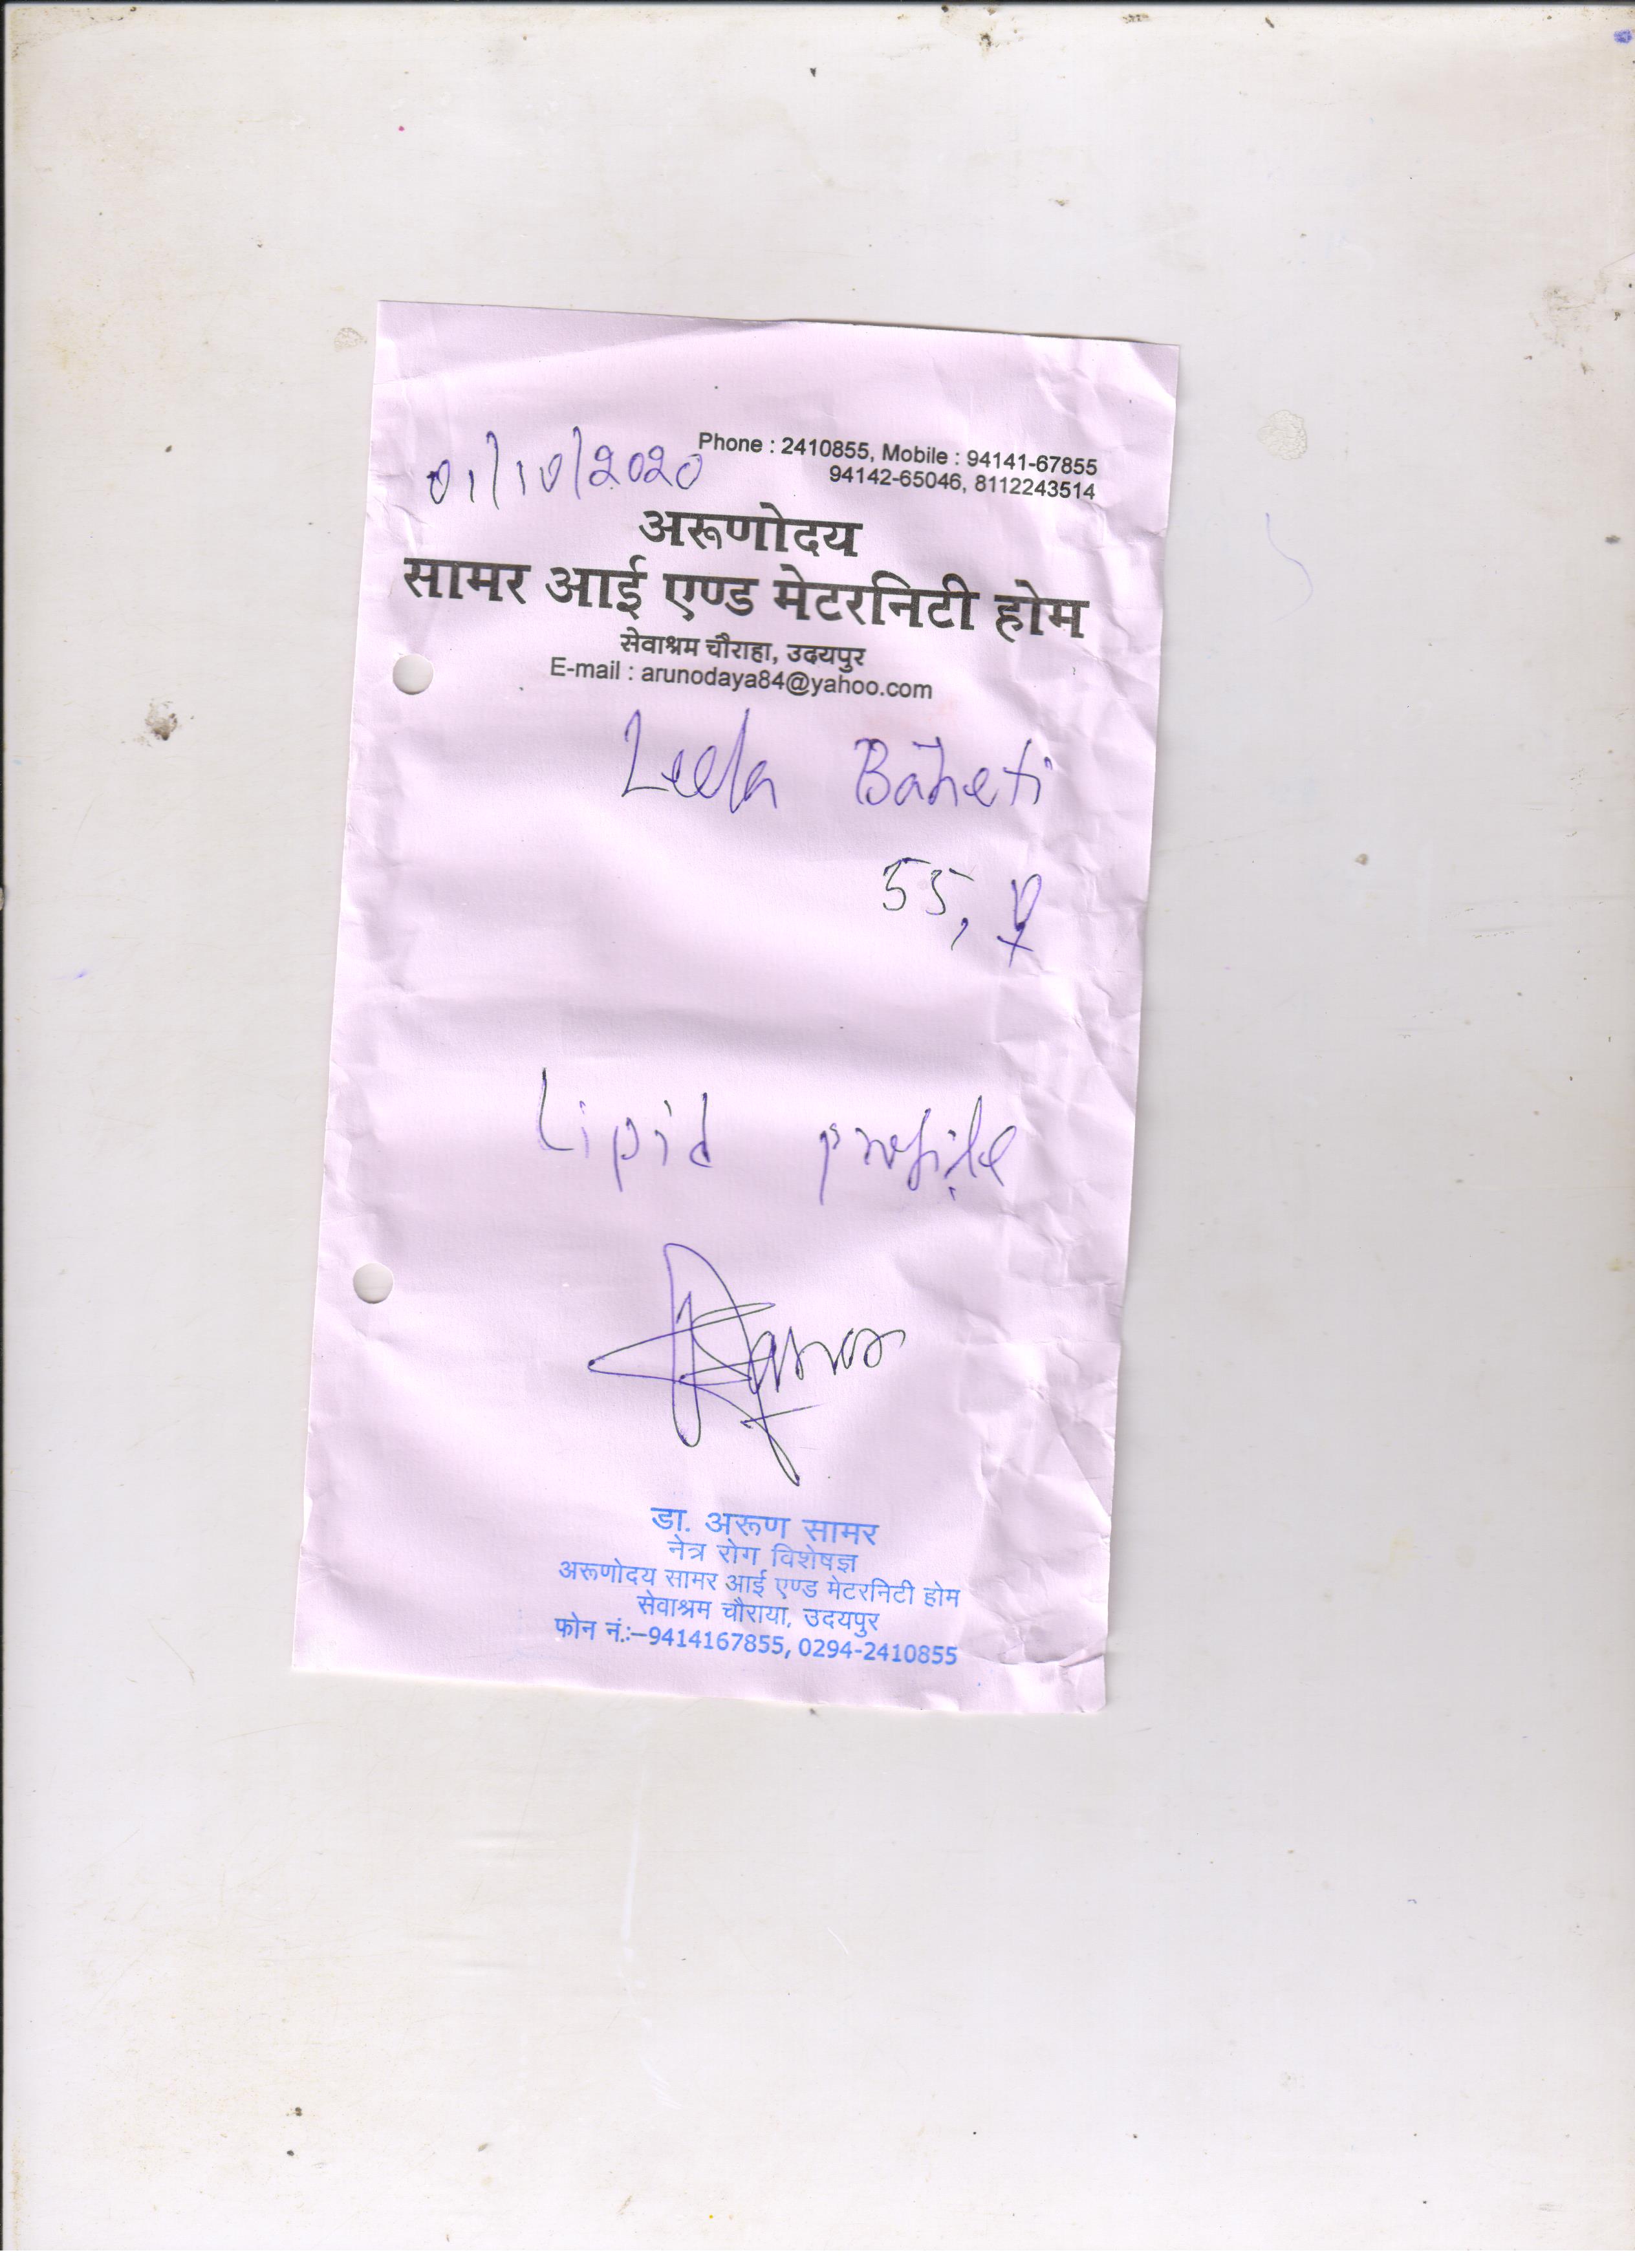 01/10/2020
Phone : 2410855, Mobile : 94141-67855
94142-65046, 8112243514
अरूणोदय
सामर आई एण्ड मेटरनिटी होम
सेवाश्रम चौराहा, उदयपुर
E-mail : arunodaya84@yahoo.com
Leela Baheti
55, ♀
Lipid profile
डा. अरूण सामर
नेत्र रोग विशेषज्ञ
अरूणोदय सामर आई एण्ड मेटरनिटी होम
सेवाश्रम चौराया, उदयपुर
फोन नं.:–9414167855, 0294-2410855